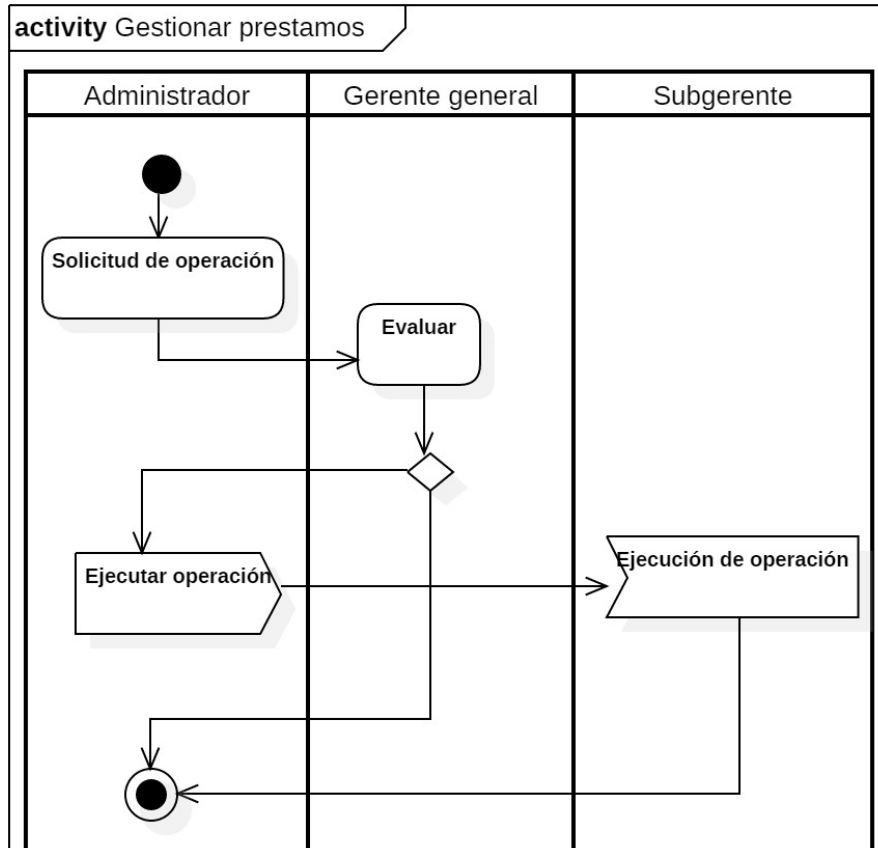 activity Gestionar prestamos
Administrador
Gerente general
Subgerente
Solicitud de operación
Evaluar
Ejecutar operación
Ejecución de operación